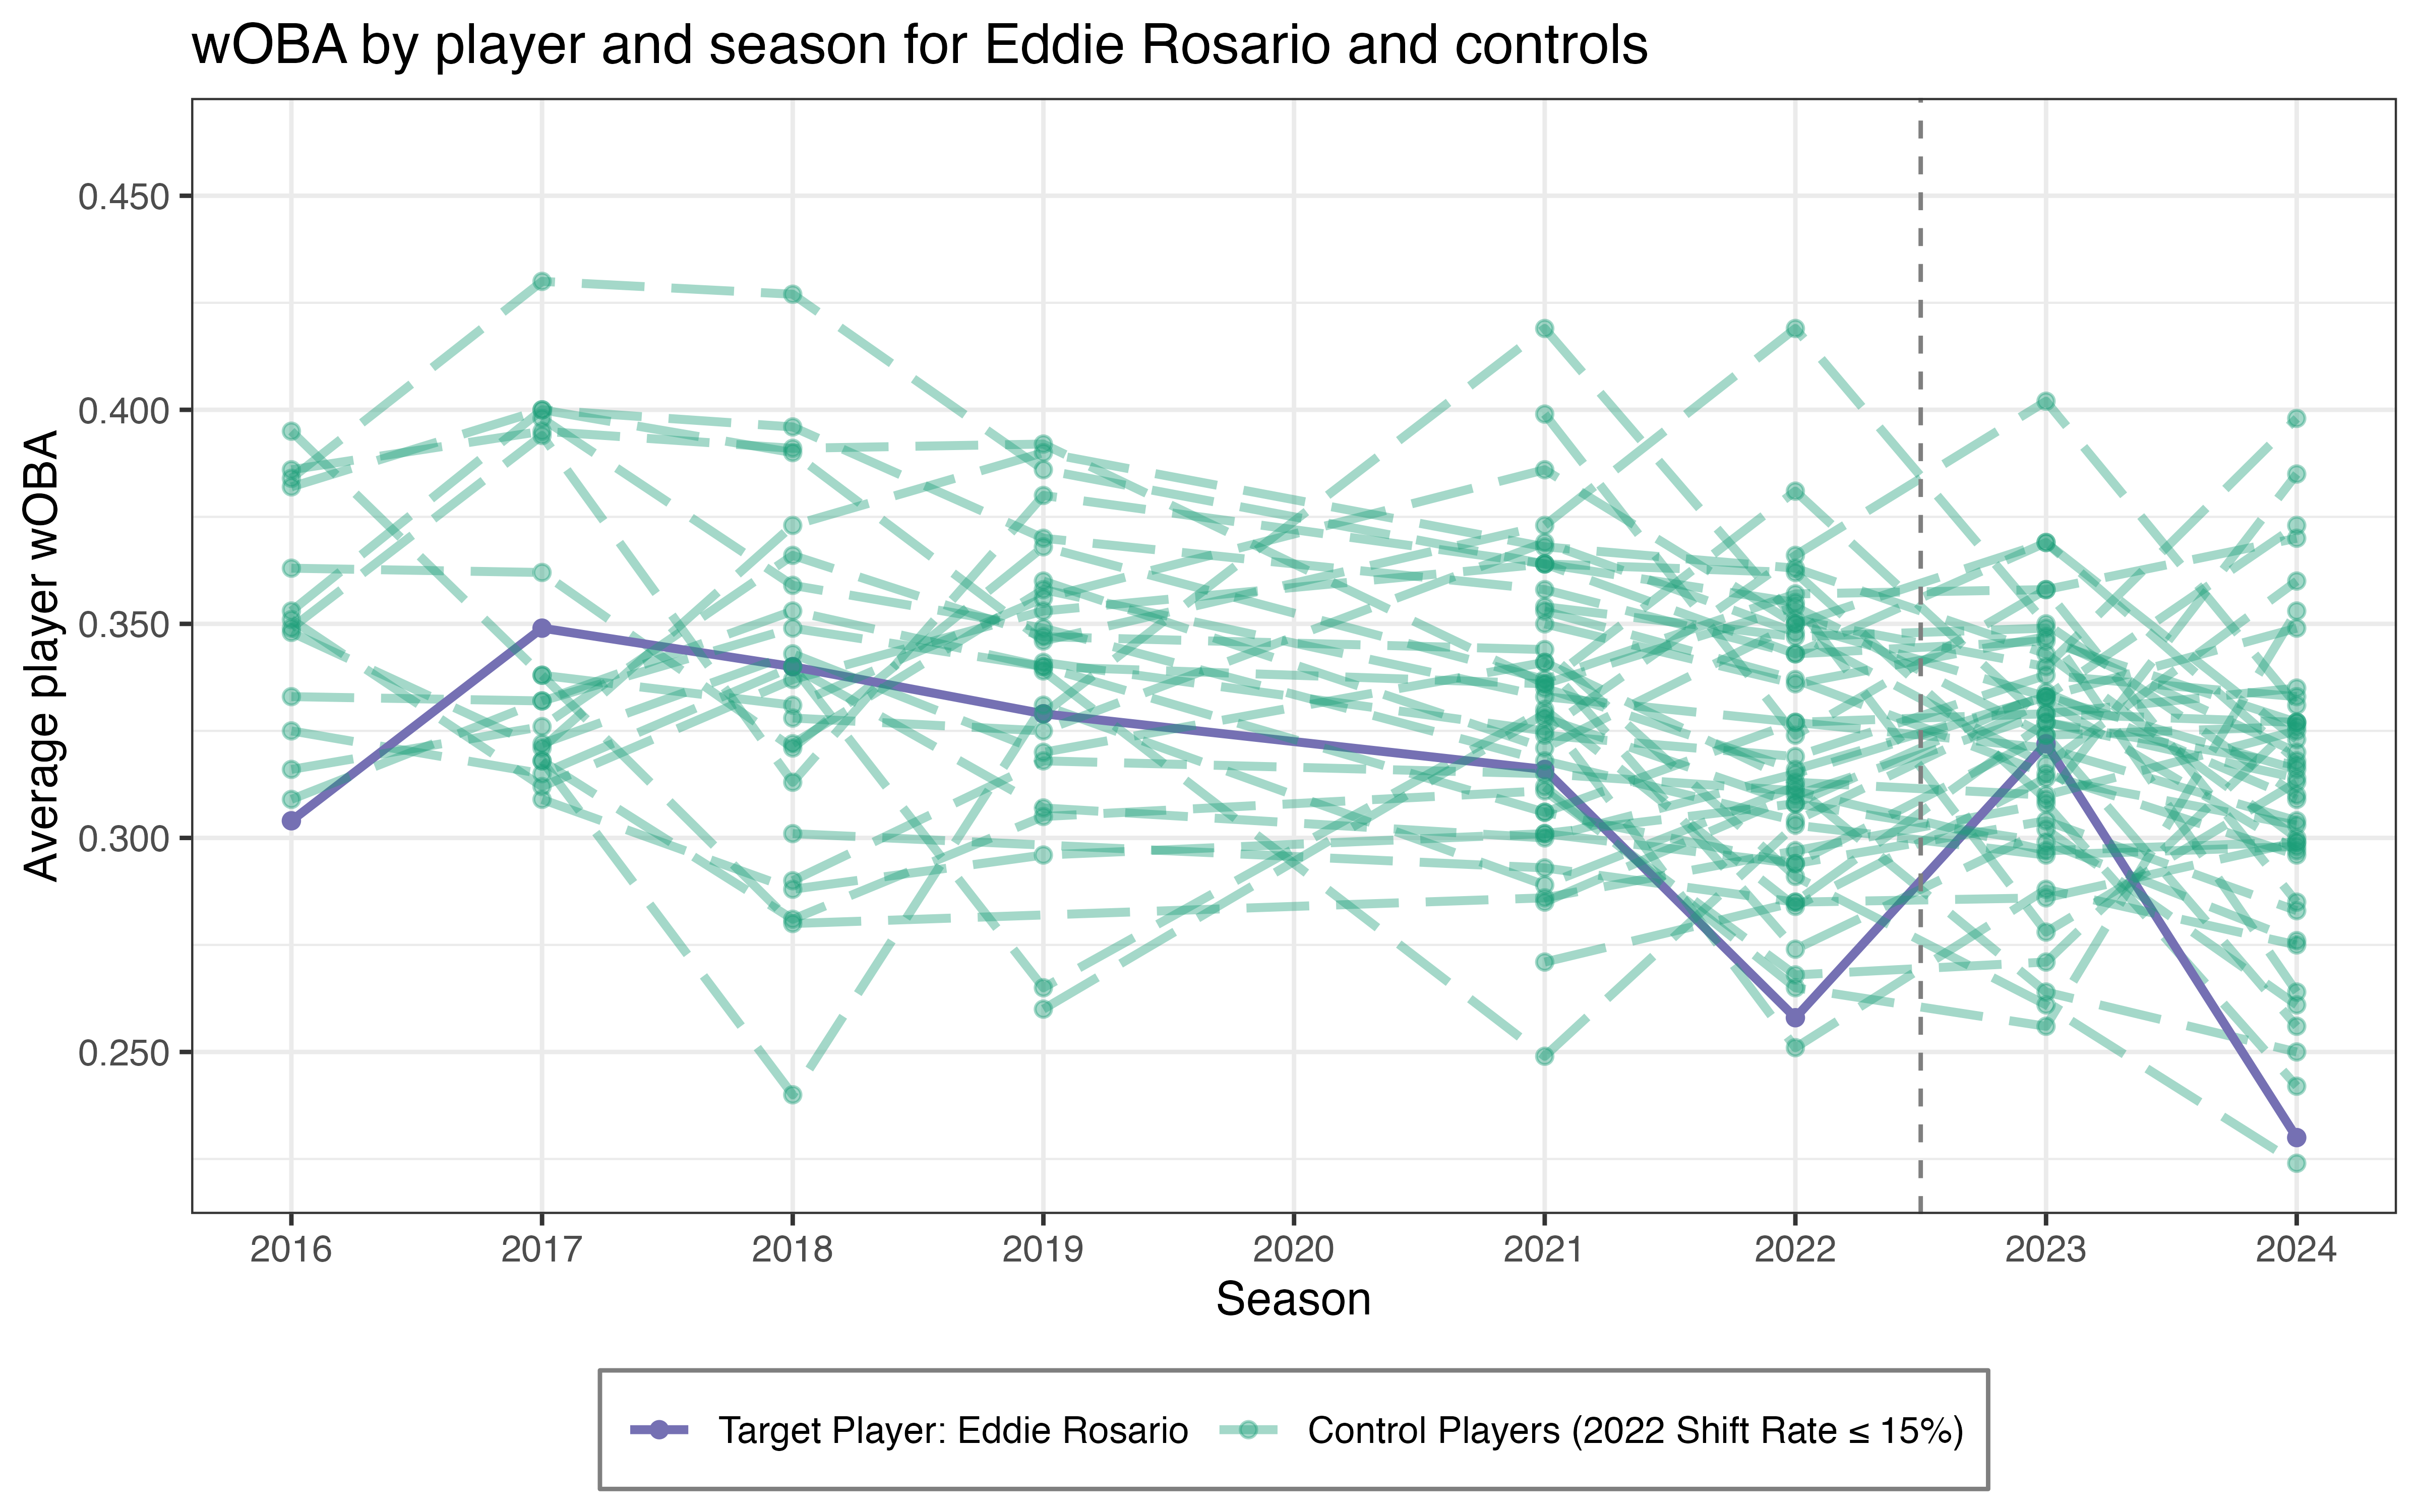 wOBA by player and season for Eddie Rosario and controls
Average player wOBA
0.450
0.400
0.350
0.300
0.250
2016 2017 2018 2019 2020 2021 2022 2023 2024
Season
Target Player: Eddie Rosario Control Players (2022 Shift Rate ≤ 15%)